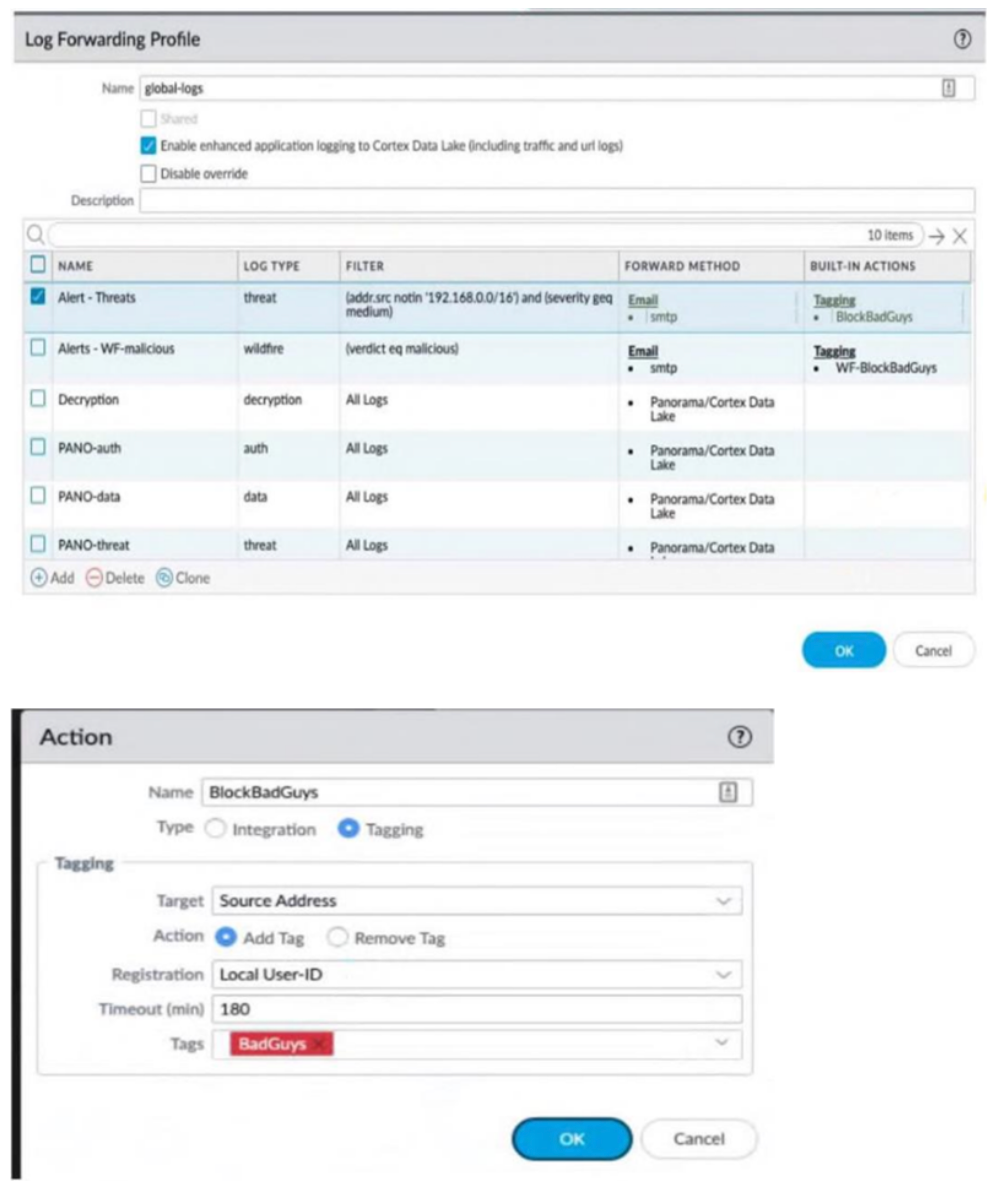 Log Forwarding Profile
Name global-logs
Shared
Enable enhanced application logging to Cortex Data Lake (including traffic and url logs)
Disable override
Description
10 items
NAME LOG TYPE FILTER FORWARD METHOD BUILT-IN ACTIONS
Alert - Threats threat (addr.src notin '192.168.0.0/16') and (severity geq Email Tagging
medium) • smtp • BlockBadGuys
Alerts - WF-malicious wildfire (verdict eq malicious) Email Tagging
• smtp • WF-BlockBadGuys
Decryption decryption All Logs • Panorama/Cortex Data
Lake
PANO-auth auth All Logs • Panorama/Cortex Data
Lake
PANO-data data All Logs • Panorama/Cortex Data
Lake
PANO-threat threat All Logs • Panorama/Cortex Data
Add Delete Clone
OK Cancel
Action
Name BlockBadGuys
Type Integration Tagging
Tagging
Target Source Address
Action Add Tag Remove Tag
Registration Local User-ID
Timeout (min) 180
Tags BadGuys ×
OK Cancel